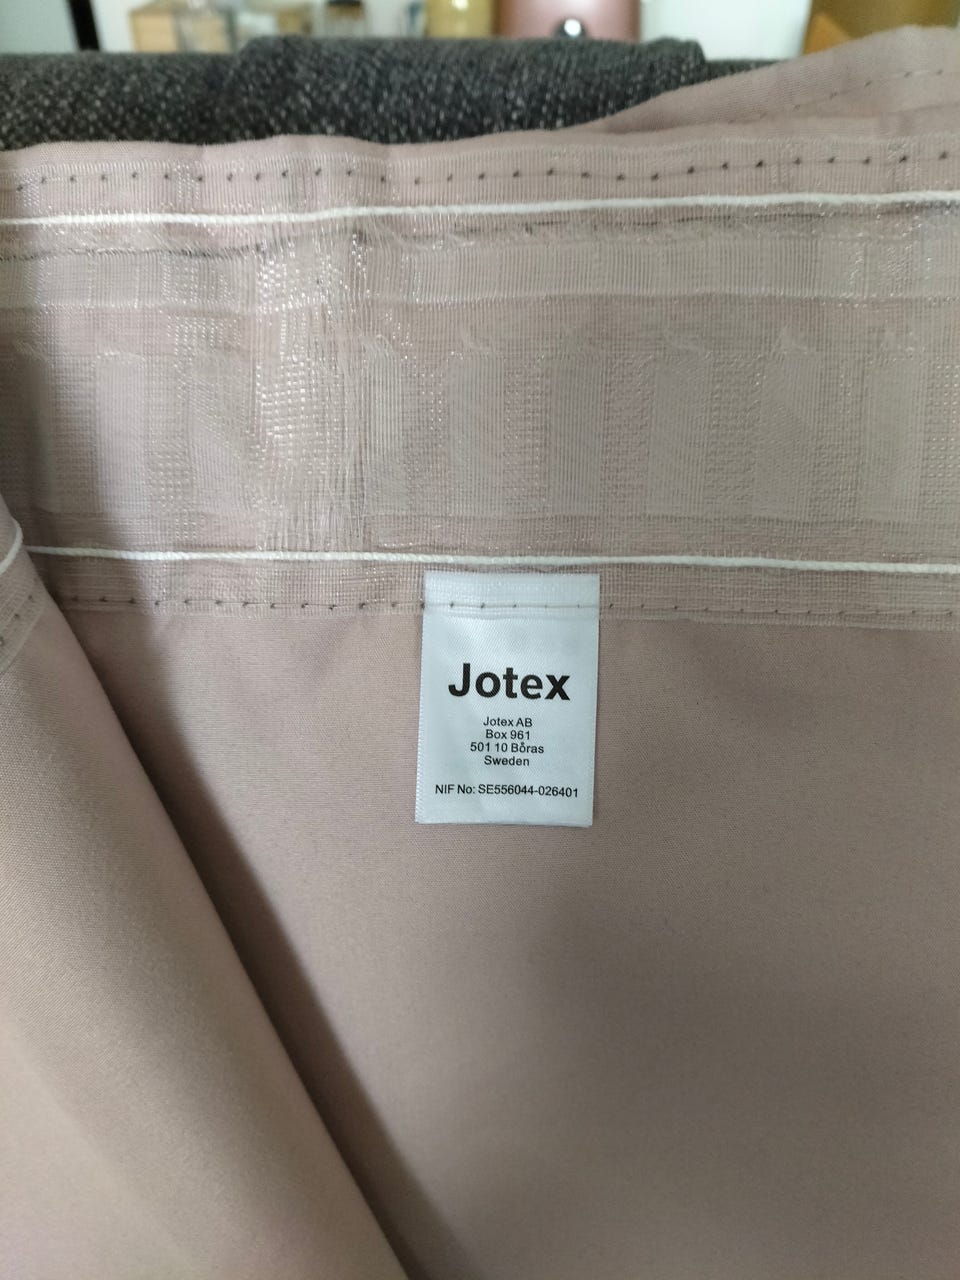 Jotex
Jotex AB
Box 961
501 10 Borås
Sweden
NIF No: SE556044-026401